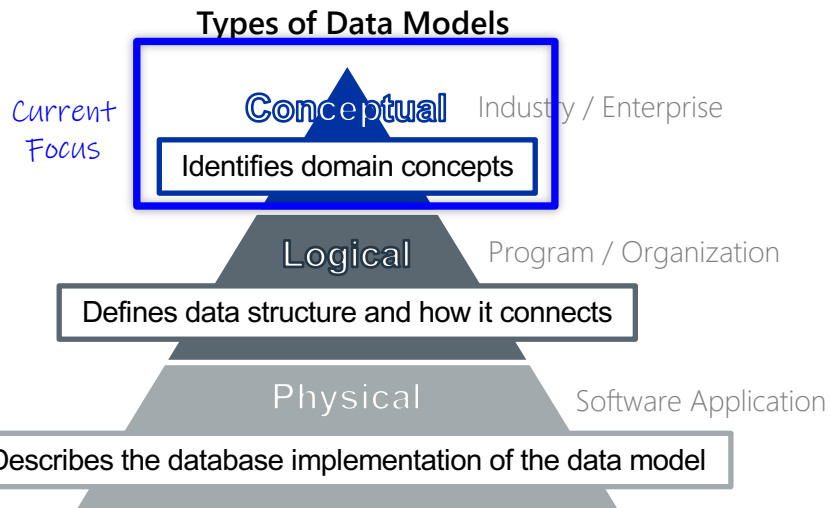 Types of Data Models
Current
Focus
Conceptual
Industry / Enterprise
Identifies domain concepts
Logical
Program / Organization
Defines data structure and how it connects
Physical
Software Application
Describes the database implementation of the data model